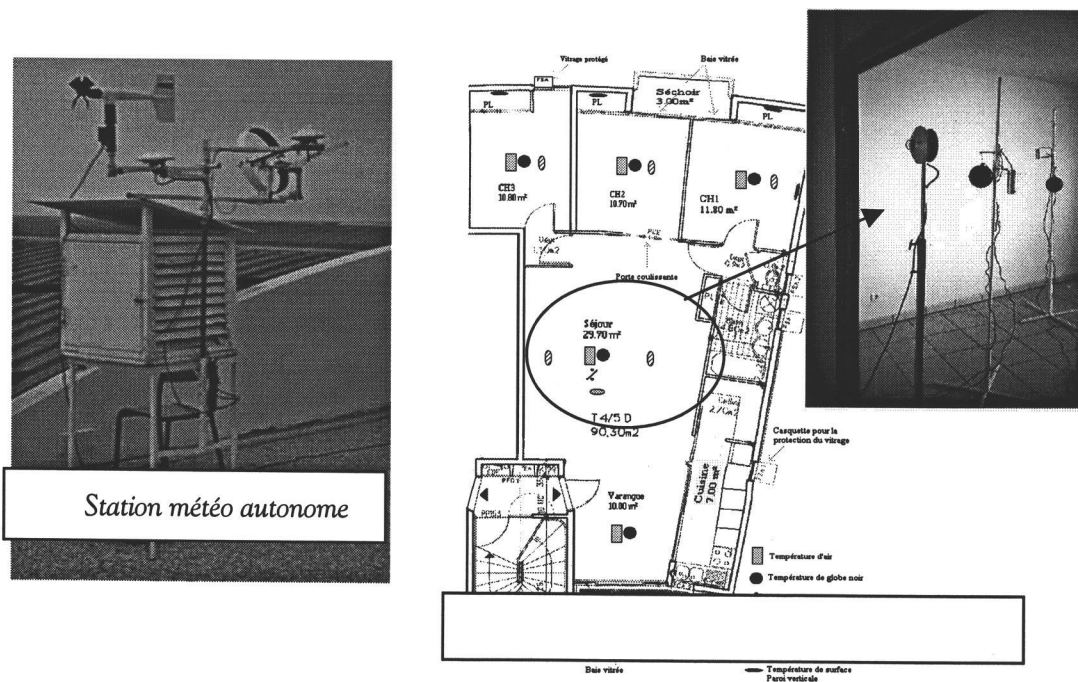 Station météo autonome
Vitrage protégé
Baie vitrée
Séchoir
3.00m²
PL
PL
PL
CH3
10.80 m²
CH2
10.70 m²
CH1
11.80 m²
Porte coulissante
PL
Séjour
29.70 m²
T 4/5 D
90,30m2
Casquette pour la
protection du vitrage
Cuisine
7.00 m²
Varangue
10.00 m²
Température d'air
Température de globe noir
Baie vitrée
Température de surface
Paroi verticale